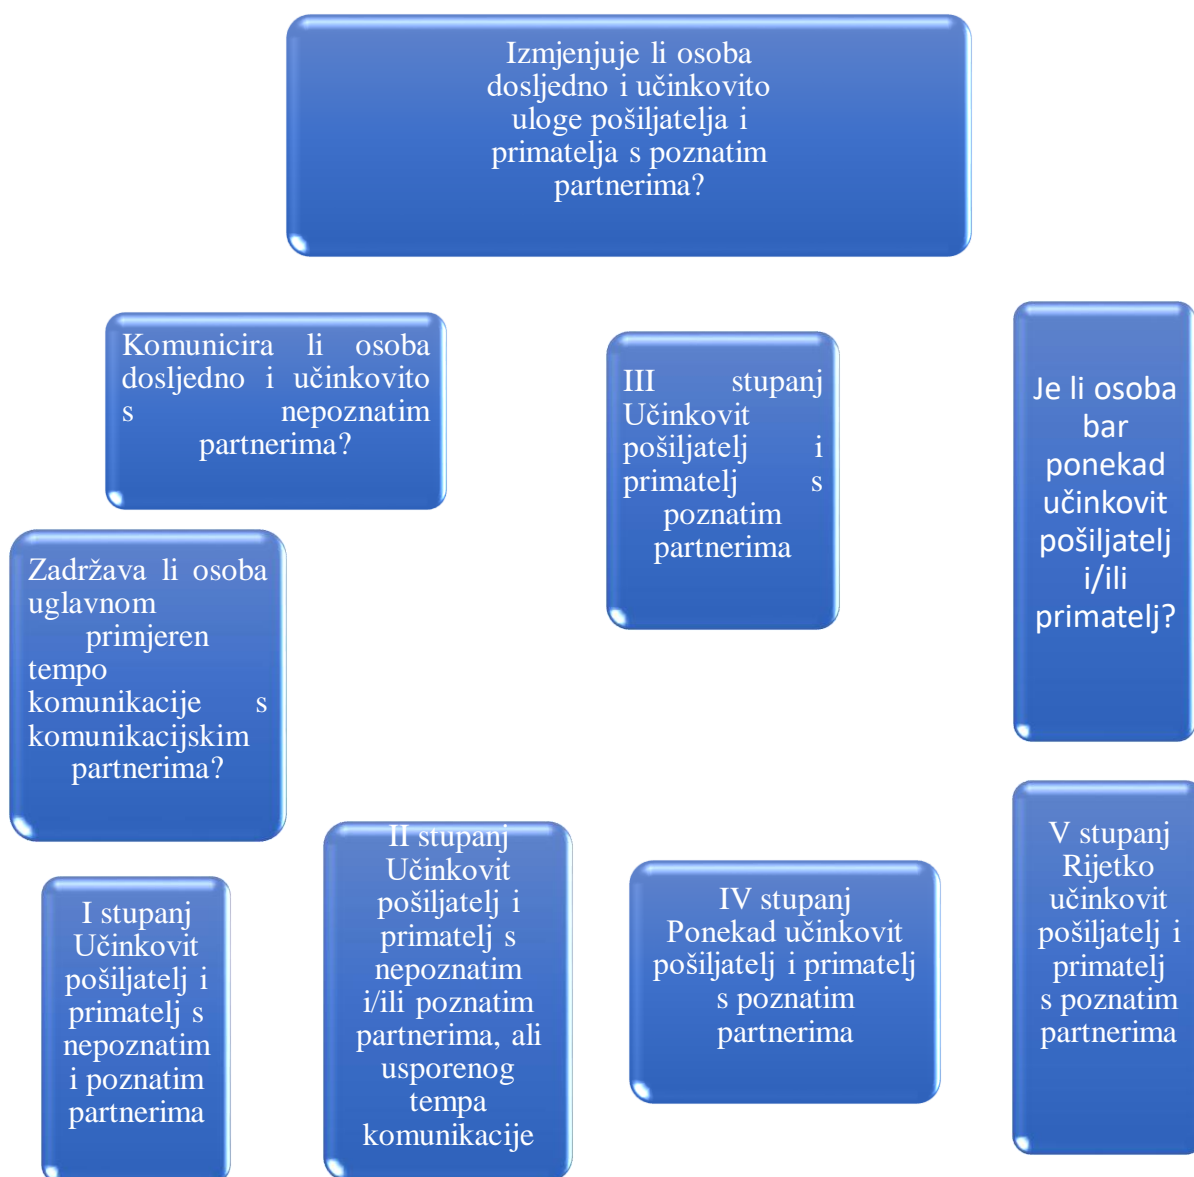 Izmjenjuje li osoba
dosljedno i učinkovito
uloge pošiljatelja i
primatelja s poznatim
partnerima?
Komunicira li osoba
dosljedno i učinkovito
s nepoznatim
partnerima?
III stupanj
Učinkovit
pošiljatelj i
primatelj s
poznatim
partnerima
Je li osoba
bar
ponekad
učinkovit
pošiljatelj
i/ili
primatelj?
Zadržava li osoba
uglavnom
primjeren
tempo
komunikacije s
komunikacijskim
partnerima?
I stupanj
Učinkovit
pošiljatelj i
primatelj s
nepoznatim
i poznatim
partnerima
II stupanj
Učinkovit
pošiljatelj i
primatelj s
nepoznatim
i/ili poznatim
partnerima, ali
usporenog
tempa
komunikacije
IV stupanj
Ponekad učinkovit
pošiljatelj i primatelj
s poznatim
partnerima
V stupanj
Rijetko
učinkovit
pošiljatelj i
primatelj
s poznatim
partnerima